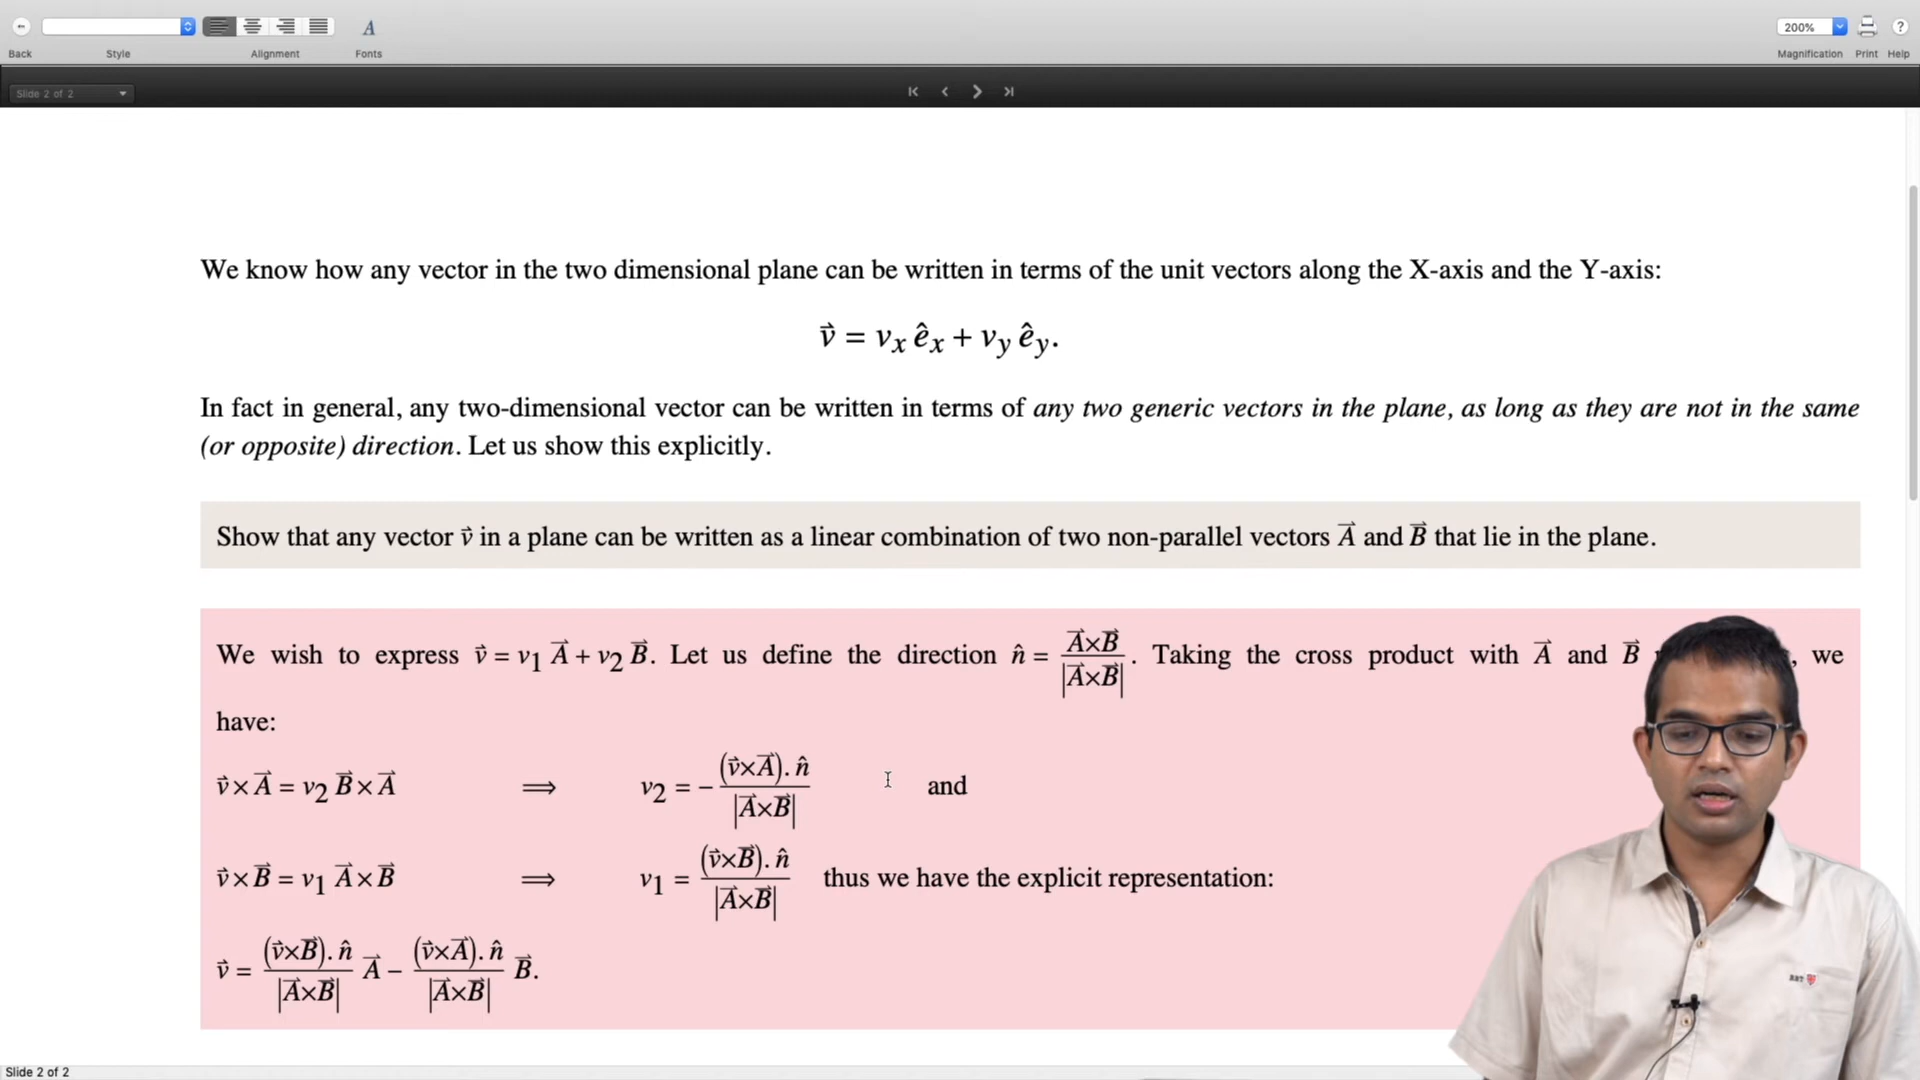 Back Style Alignment Fonts 200% Magnification Print Help ?
Slide 2 of 2
We know how any vector in the two dimensional plane can be written in terms of the unit vectors along the X-axis and the Y-axis:
v⃗ = vₓ êₓ + v_y ê_y.
In fact in general, any two-dimensional vector can be written in terms of any two generic vectors in the plane, as long as they are not in the same
(or opposite) direction. Let us show this explicitly.
Show that any vector v⃗ in a plane can be written as a linear combination of two non-parallel vectors A⃗ and B⃗ that lie in the plane.
We wish to express v⃗ = v₁ A⃗ + v₂ B⃗. Let us define the direction n̂ = (A⃗×B⃗)/|A⃗×B⃗|. Taking the cross product with A⃗ and B⃗ , we
have:
v⃗×A⃗ = v₂ B⃗×A⃗ ⟹ v₂ = −((v⃗×A⃗).n̂)/|A⃗×B⃗| and
v⃗×B⃗ = v₁ A⃗×B⃗ ⟹ v₁ = ((v⃗×B⃗).n̂)/|A⃗×B⃗| thus we have the explicit representation:
v⃗ = ((v⃗×B⃗).n̂)/|A⃗×B⃗| A⃗ − ((v⃗×A⃗).n̂)/|A⃗×B⃗| B⃗.
Slide 2 of 2